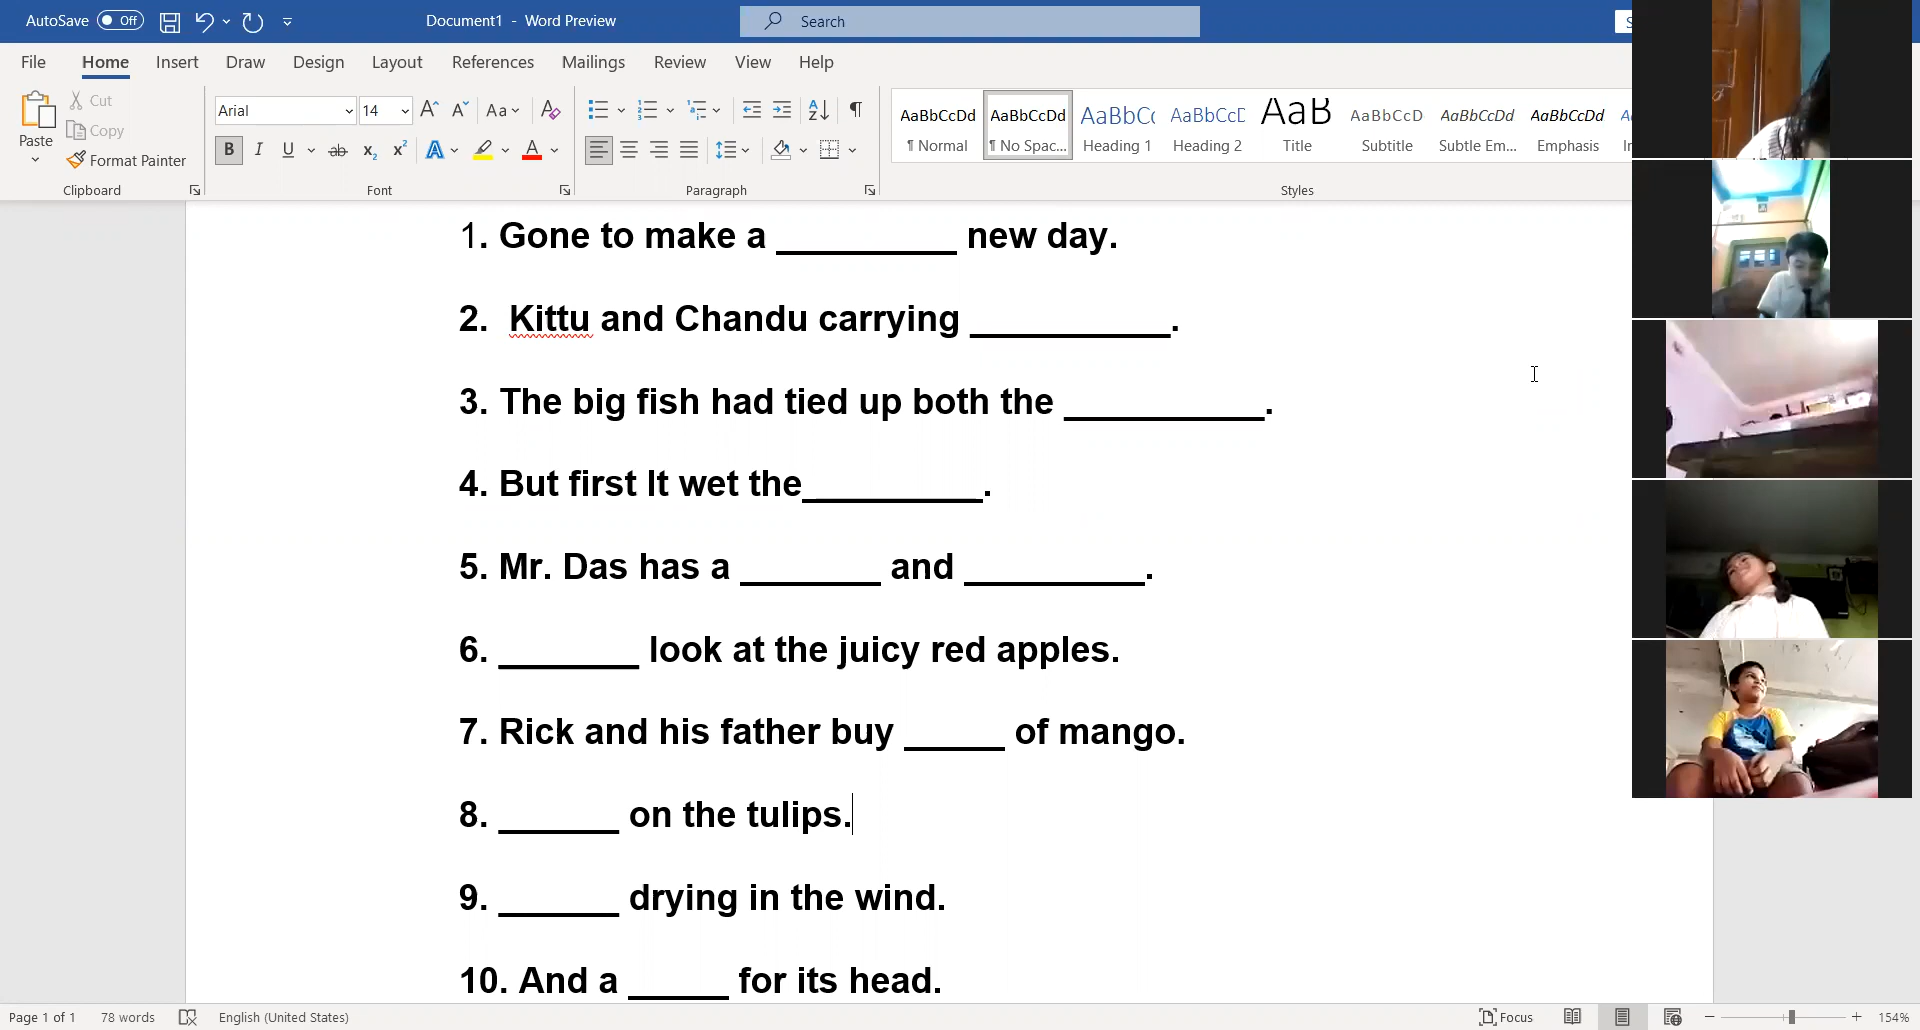 AutoSave Off Document1 - Word Preview Search
File Home Insert Draw Design Layout References Mailings Review View Help
Paste Cut Copy Format Painter
Arial 14
AaBbCcDd AaBbCcDd AaBbC AaBbCcD AaB AaBbCcD AaBbCcDd AaBbCcDd
¶ Normal ¶ No Spac... Heading 1 Heading 2 Title Subtitle Subtle Em... Emphasis
Clipboard Font Paragraph Styles
1. Gone to make a _________ new day.
2. Kittu and Chandu carrying __________.
3. The big fish had tied up both the __________.
4. But first It wet the_________.
5. Mr. Das has a _______ and _________.
6. _______ look at the juicy red apples.
7. Rick and his father buy _____ of mango.
8. ______ on the tulips.
9. ______ drying in the wind.
10. And a _____ for its head.
Page 1 of 1 78 words English (United States) Focus 154%